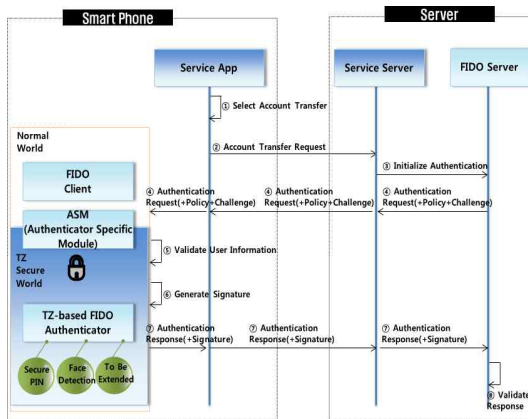 Smart Phone
Server
Service App
Service Server
FIDO Server
① Select Account Transfer
② Account Transfer Request
③ Initialize Authentication
Normal
World
FIDO
Client
④ Authentication
Request(+Policy+Challenge)
④ Authentication
Request(+Policy+Challenge)
④ Authentication
Request(+Policy+Challenge)
ASM
(Authenticator Specific
Module)
TZ
Secure
World
⑤ Validate User Information
⑥ Generate Signature
TZ-based FIDO
Authenticator
⑦ Authentication
Response(+Signature)
⑦ Authentication
Response(+Signature)
⑦ Authentication
Response(+Signature)
Secure
PIN
Face
Detection
To Be
Extended
⑧ Validate
Response